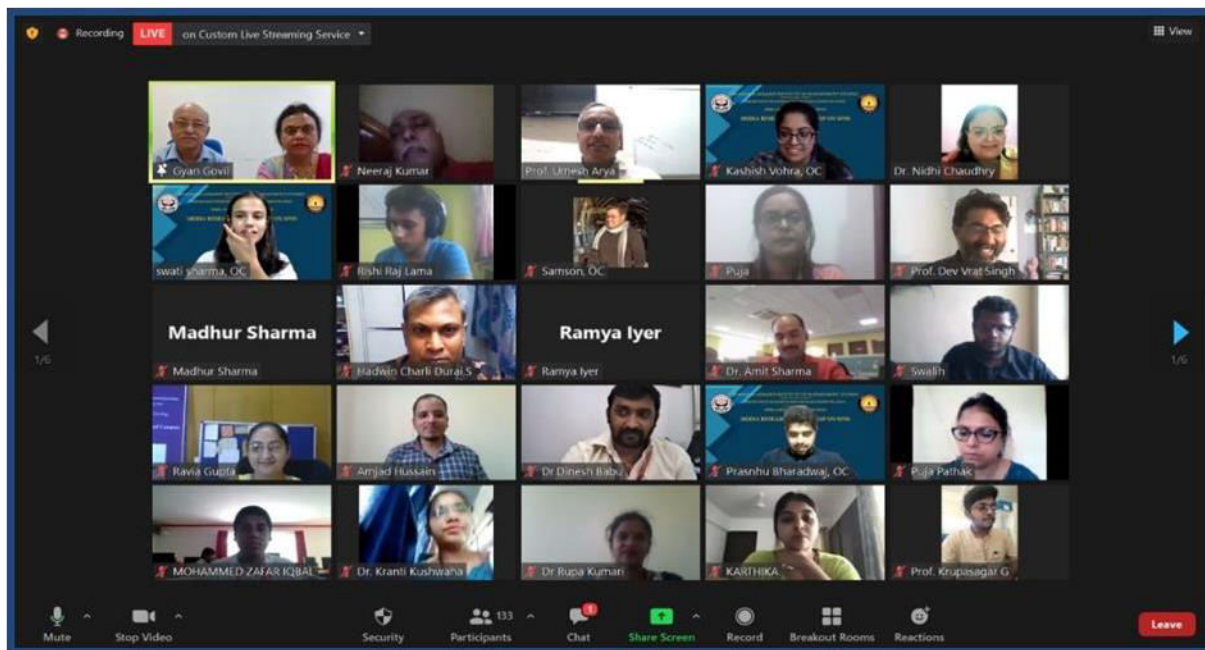 Recording LIVE on Custom Live Streaming Service
View
Gyan Govil
Neeraj Kumar
Prof. Umesh Arya
Kashish Vohra, OC
Dr. Nidhi Chaudhry
swati sharma, OC
Rishi Raj Lama
Samson, OC
Puja
Prof. Dev Vrat Singh
Madhur Sharma
Madhur Sharma
Hadwin Charli Durai.S
Ramya Iyer
Ramya Iyer
Dr. Amit Sharma
Swalih
1/6
1/6
Ravia Gupta
Amjad Hussain
Dr Dinesh Babu
Prasnhu Bharadwaj, OC
Puja Pathak
MOHAMMED ZAFAR IQBAL
Dr. Kranti Kushwaha
Dr Rupa Kumari
KARTHIKA
Prof. Krupasagar G
133
1
Mute
Stop Video
Security
Participants
Chat
Share Screen
Record
Breakout Rooms
Reactions
Leave